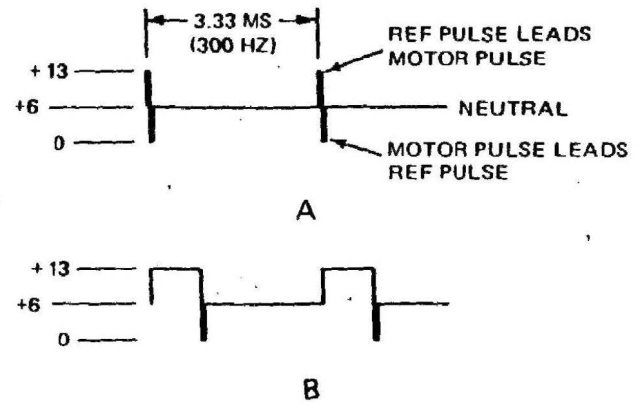 3.33 MS
(300 HZ)
REF PULSE LEADS
MOTOR PULSE
+13
+6
NEUTRAL
0
MOTOR PULSE LEADS
REF PULSE
A
+13
+6
0
B